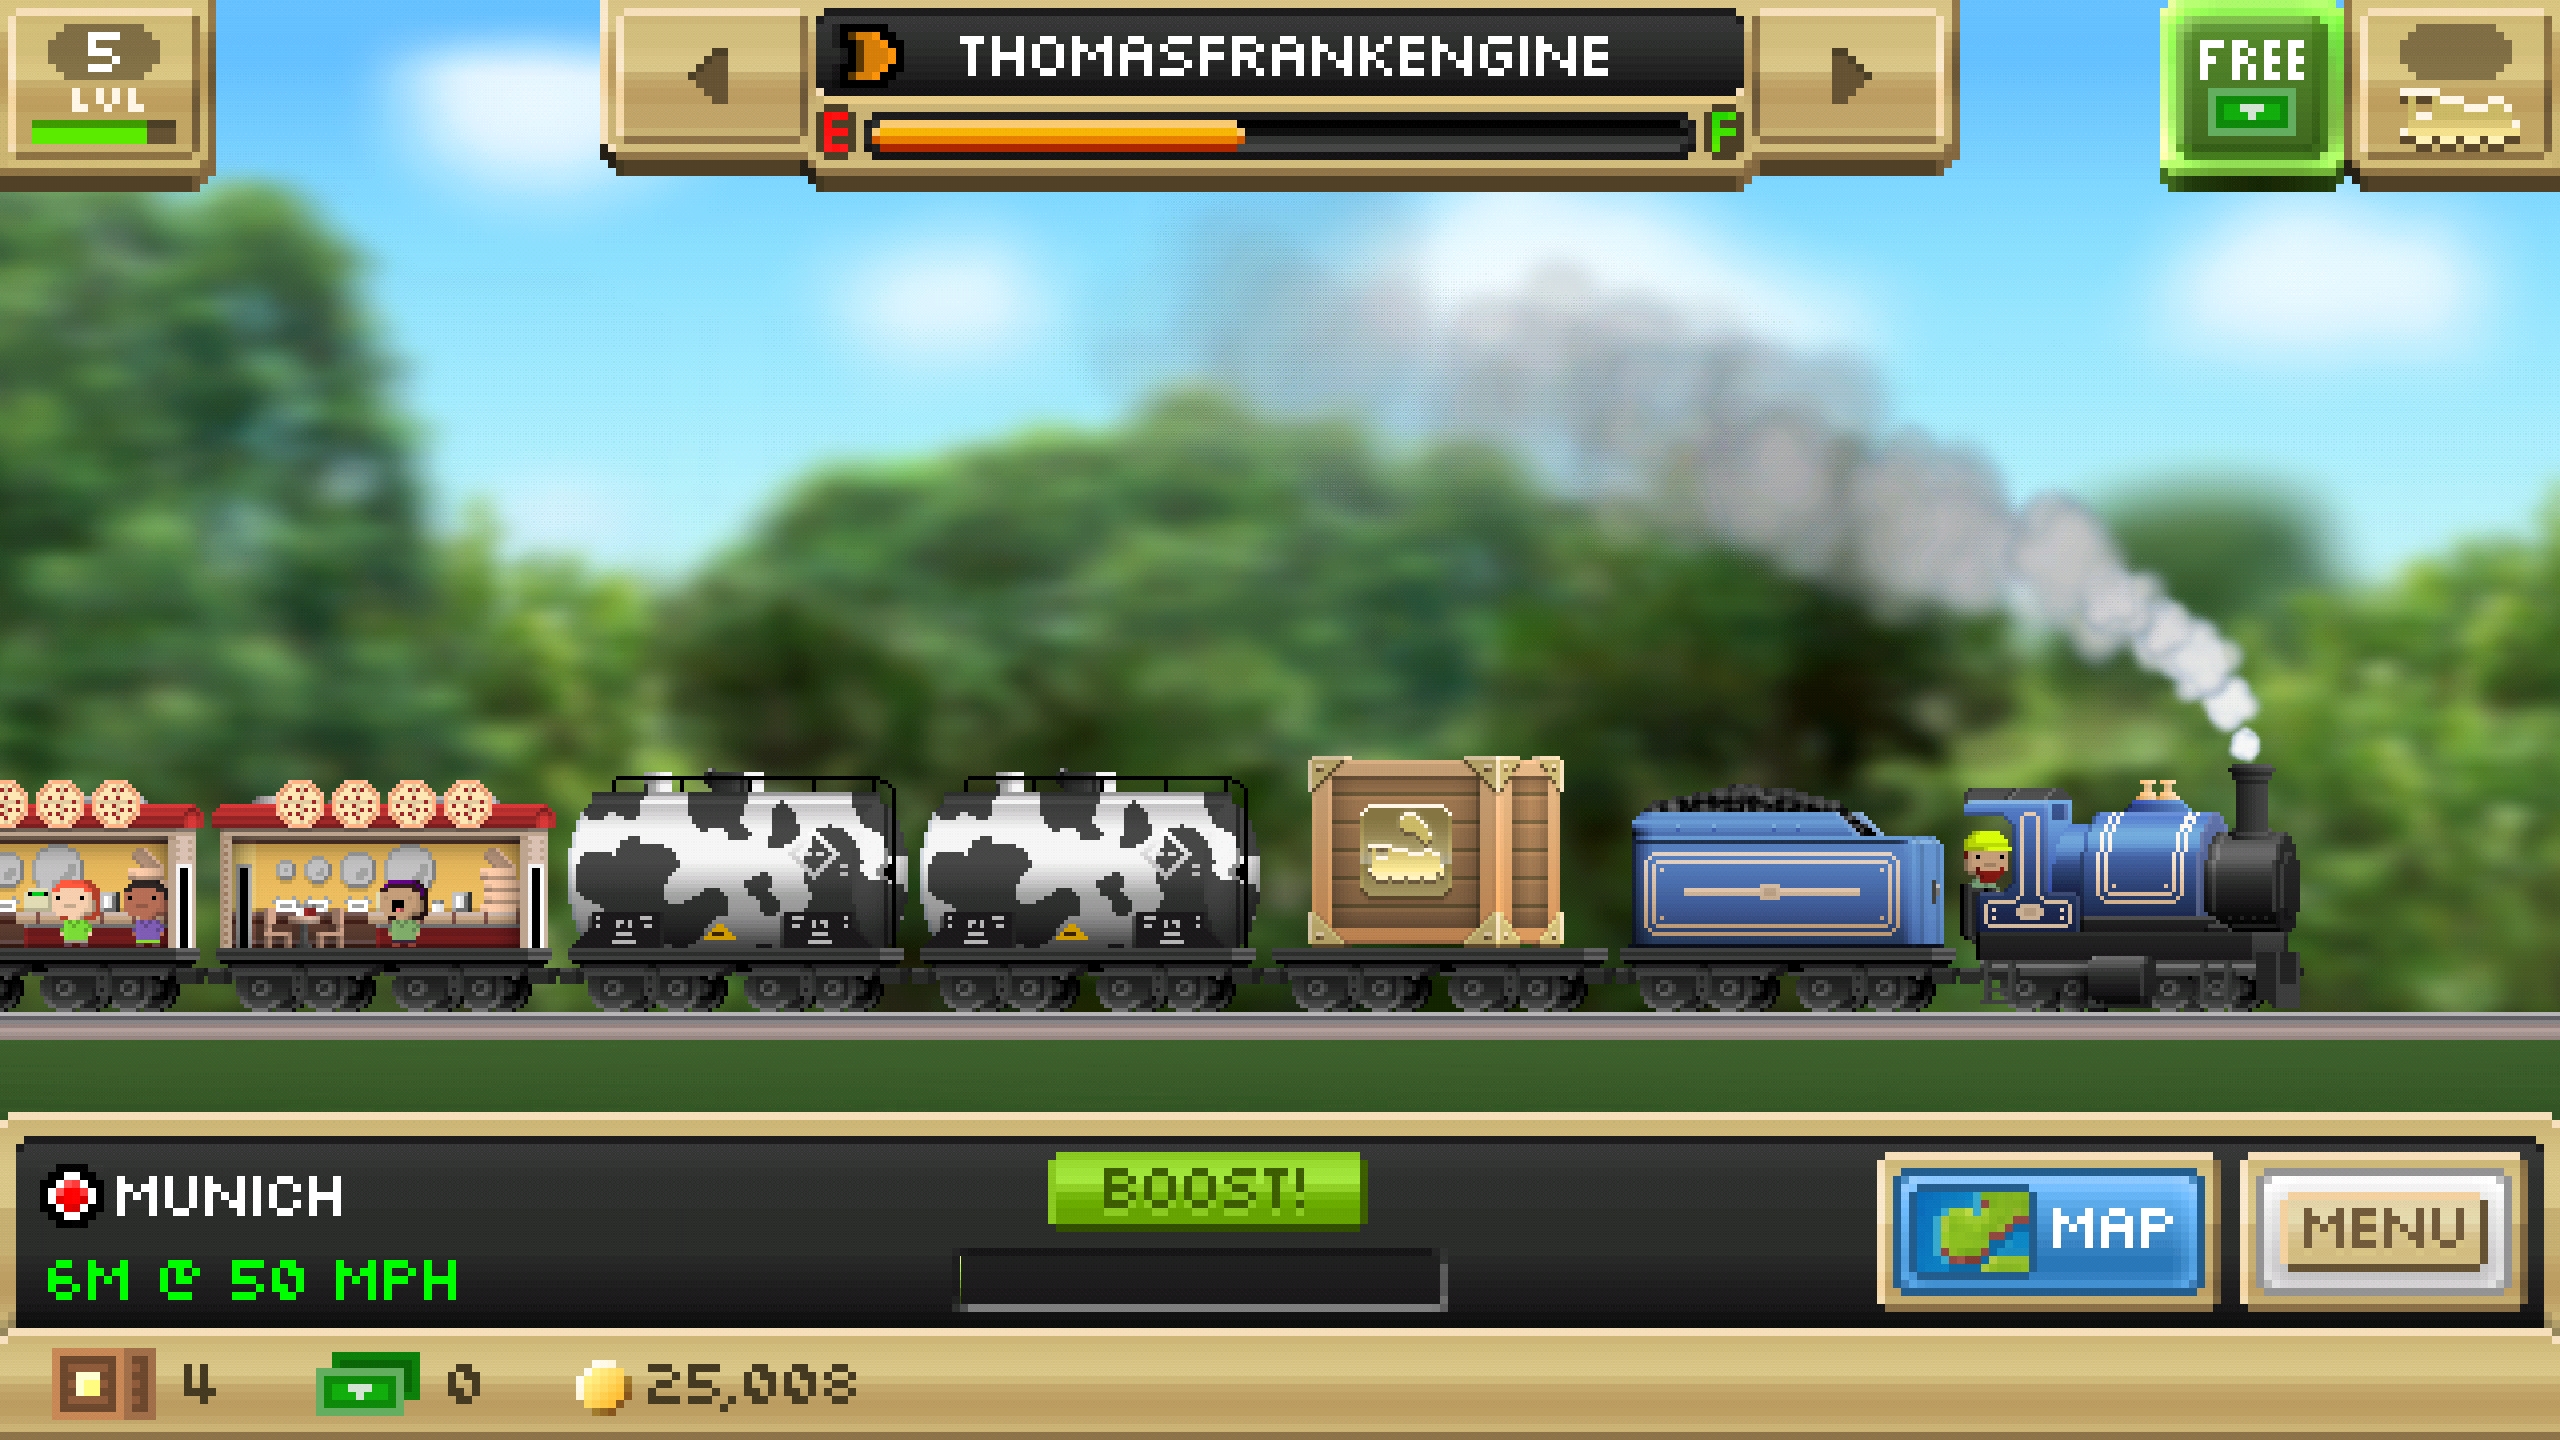 5
LVL
THOMASFRANKENGINE
E F
FREE
MUNICH
6M @ 50 MPH
BOOST!
MAP
MENU
4 0 25,008